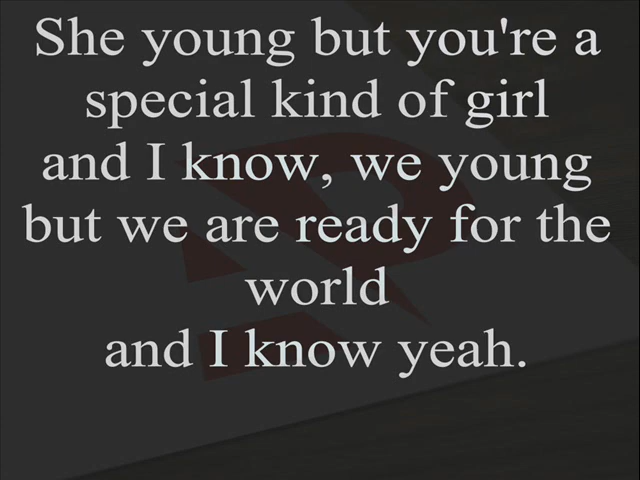 She young but you're a
special kind of girl
and I know, we young
but we are ready for the
world
and I know yeah.